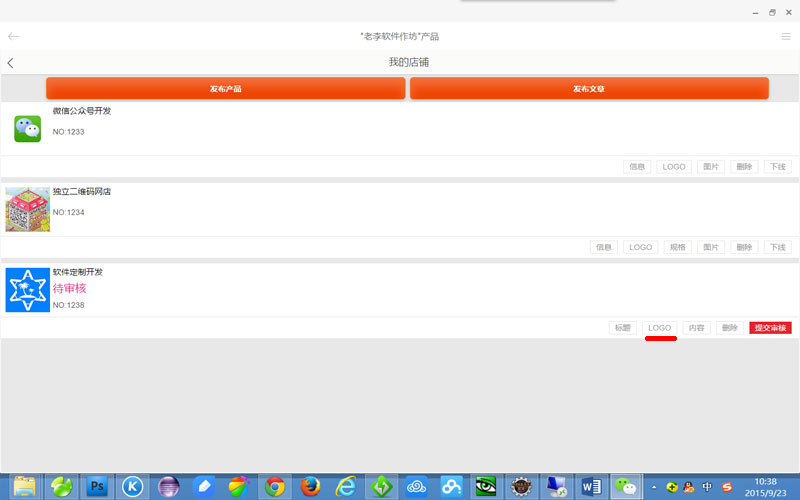 "老李软件作坊"产品
我的店铺
发布产品 发布文章
微信公众号开发
NO:1233
信息 LOGO 图片 删除 下线
独立二维码网店
NO:1234
信息 LOGO 规格 图片 删除 下线
软件定制开发
待审核
NO:1238
标题 LOGO 内容 删除 提交审核
Ps K W 中 S
10:38
2015/9/23